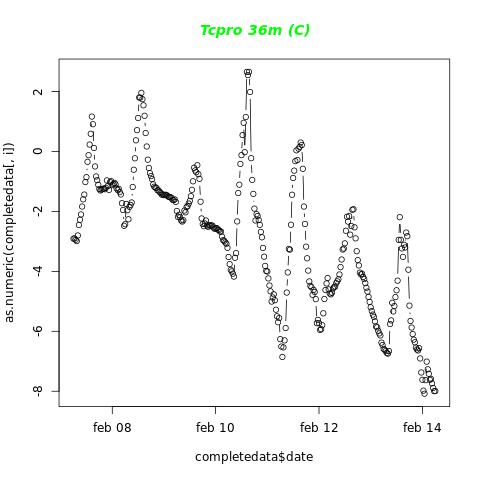 Tcpro 36m (C)
as.numeric(completedata[, i])
2
0
-2
-4
-6
-8
feb 08 feb 10 feb 12 feb 14
completedata$date